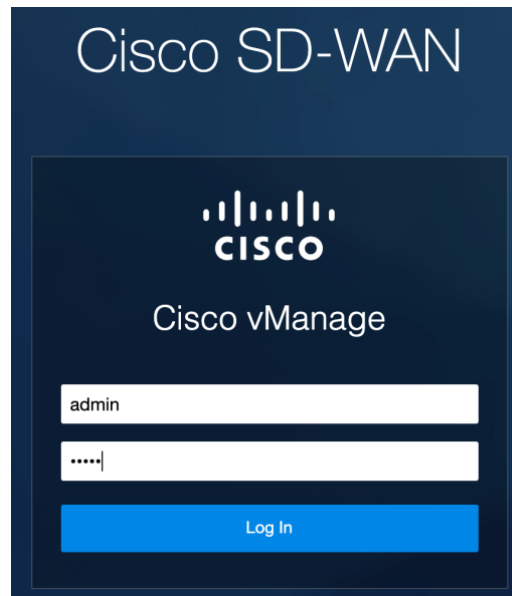 Cisco SD-WAN
CISCO
Cisco vManage
admin
•••••
Log In